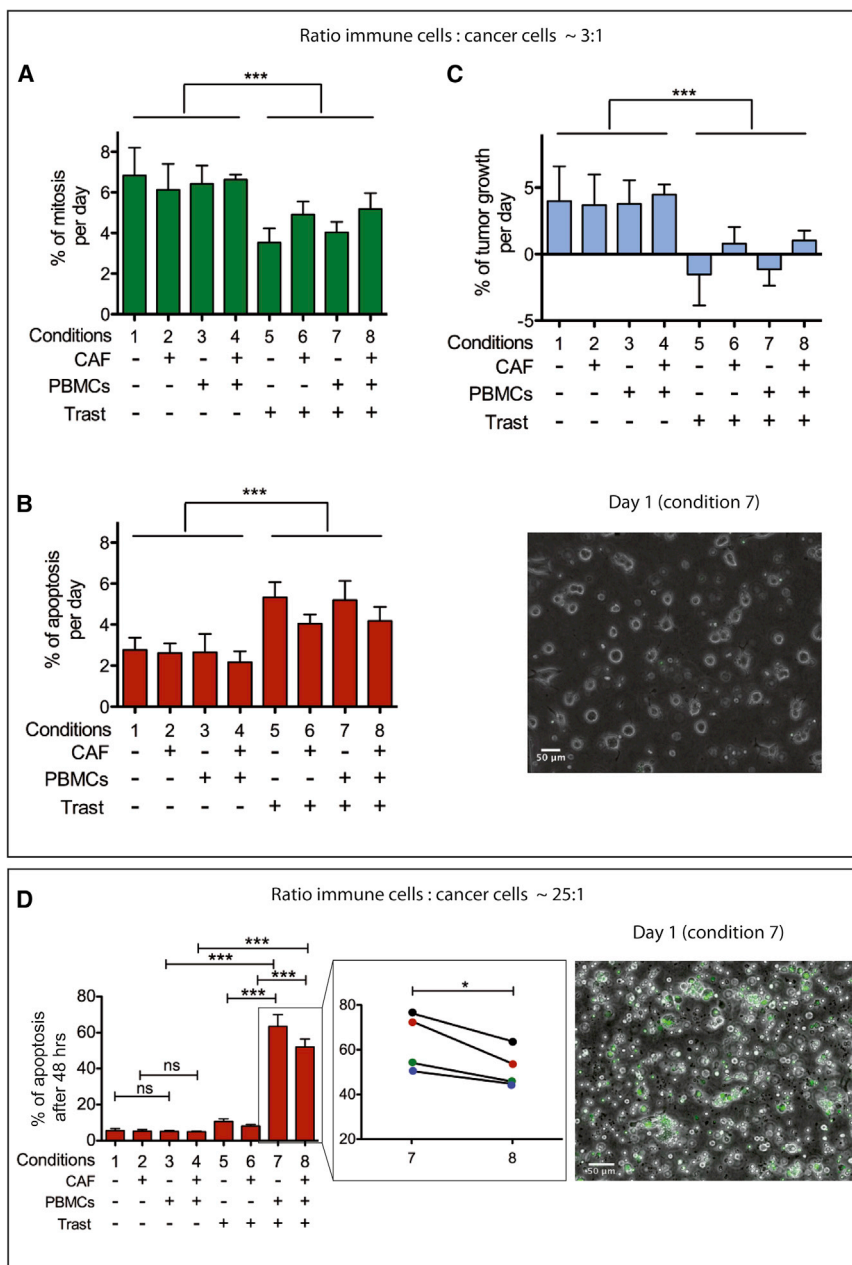 Ratio immune cells : cancer cells ~ 3:1
A
***
% of mitosis
per day
8
6
4
2
0
Conditions 1 2 3 4 5 6 7 8
CAF - + - + - + - +
PBMCs - - + + - - + +
Trast - - - - + + + +
B
***
% of apoptosis
per day
8
6
4
2
0
Conditions 1 2 3 4 5 6 7 8
CAF - + - + - + - +
PBMCs - - + + - - + +
Trast - - - - + + + +
C
***
% of tumor growth
per day
5
0
-5
Conditions 1 2 3 4 5 6 7 8
CAF - + - + - + - +
PBMCs - - + + - - + +
Trast - - - - + + + +
Day 1 (condition 7)
50 µm
D
Ratio immune cells : cancer cells ~ 25:1
***
***
***
***
ns
ns
% of apoptosis
after 48 hrs
80
60
40
20
0
Conditions 1 2 3 4 5 6 7 8
CAF - + - + - + - +
PBMCs - - + + - - + +
Trast - - - - + + + +
*
80
60
40
20
7 8
Day 1 (condition 7)
50 µm